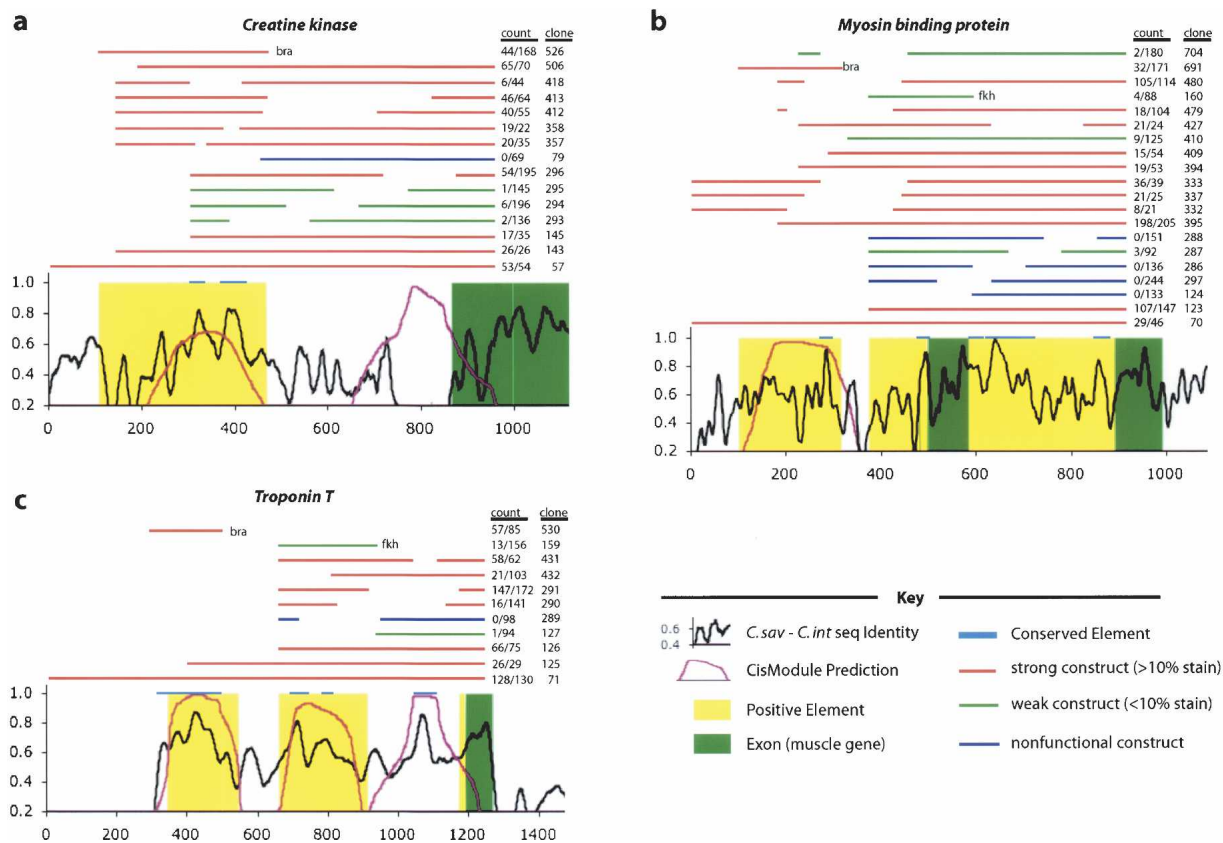 a
Creatine kinase
count clone
bra 44/168 526
65/70 506
6/44 418
46/64 413
40/55 412
19/22 358
20/35 357
0/69 79
54/195 296
1/145 295
6/196 294
2/136 293
17/35 145
26/26 143
53/54 57
1.0
0.8
0.6
0.4
0.2
0 200 400 600 800 1000
b
Myosin binding protein
count clone
2/180 704
bra 32/171 691
105/114 480
fkh 4/88 160
18/104 479
21/24 427
9/125 410
15/54 409
19/53 394
36/39 333
21/25 337
8/21 332
198/205 395
0/151 288
3/92 287
0/136 286
0/244 297
0/133 124
107/147 123
29/46 70
1.0
0.8
0.6
0.4
0.2
0 200 400 600 800 1000
c
Troponin T
count clone
bra 57/85 530
fkh 13/156 159
58/62 431
21/103 432
147/172 291
16/141 290
0/98 289
1/94 127
66/75 126
26/29 125
128/130 71
1.0
0.8
0.6
0.4
0.2
0 200 400 600 800 1000 1200 1400
Key
0.6
0.4
C.sav - C.int seq Identity
CisModule Prediction
Positive Element
Exon (muscle gene)
Conserved Element
strong construct (>10% stain)
weak construct (<10% stain)
nonfunctional construct